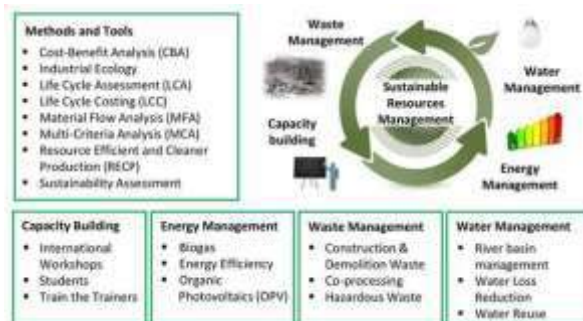 Methods and Tools
Cost-Benefit Analysis (CBA)
Industrial Ecology
Life Cycle Assessment (LCA)
Life Cycle Costing (LCC)
Material Flow Analysis (MFA)
Multi-Criteria Analysis (MCA)
Resource Efficient and Cleaner
Production (RECP)
Sustainability Assessment
Waste
Management
Water
Management
Sustainable
Resources
Management
Capacity
building
Energy
Management
Capacity Building
International
Workshops
Students
Train the Trainers
Energy Management
Biogas
Energy Efficiency
Organic
Photovoltaics (OPV)
Waste Management
Construction &
Demolition Waste
Co-processing
Hazardous Waste
Water Management
River basin
management
Water Loss
Reduction
Water Reuse